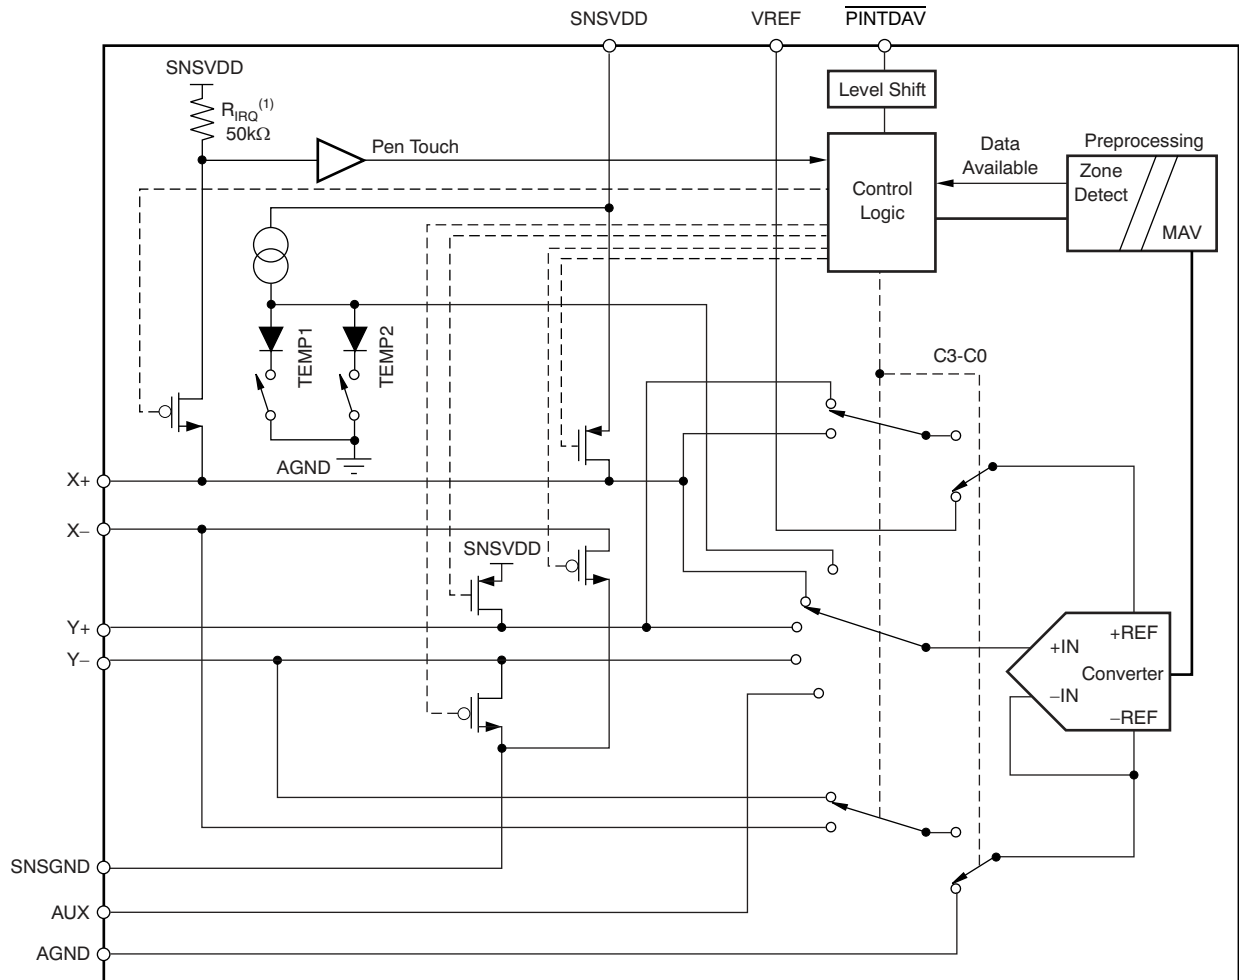 SNSVDD
VREF
PINTDAV
SNSVDD
RIRQ(1)
50kΩ
Level Shift
Pen Touch
Data
Available
Preprocessing
Zone
Detect
MAV
Control
Logic
TEMP1
TEMP2
C3-C0
AGND
X+
X–
SNSVDD
Y+
Y–
+IN
+REF
Converter
–IN
–REF
SNSGND
AUX
AGND